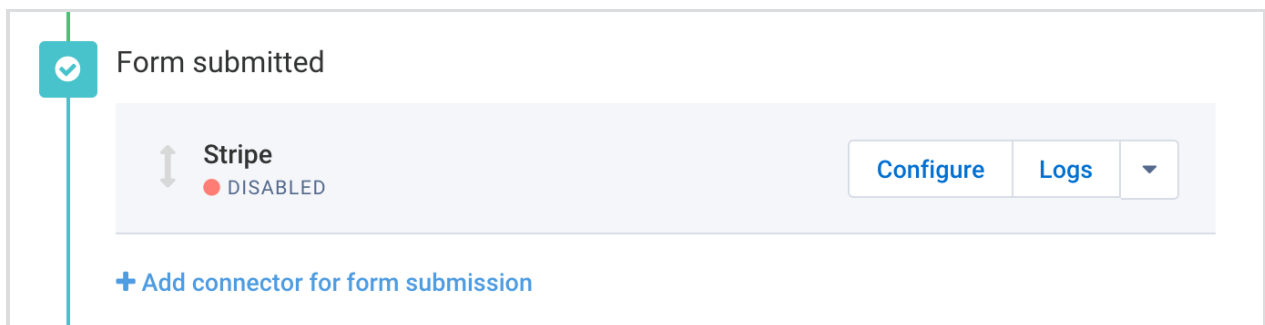 Form submitted
Stripe
DISABLED
Configure
Logs
Add connector for form submission